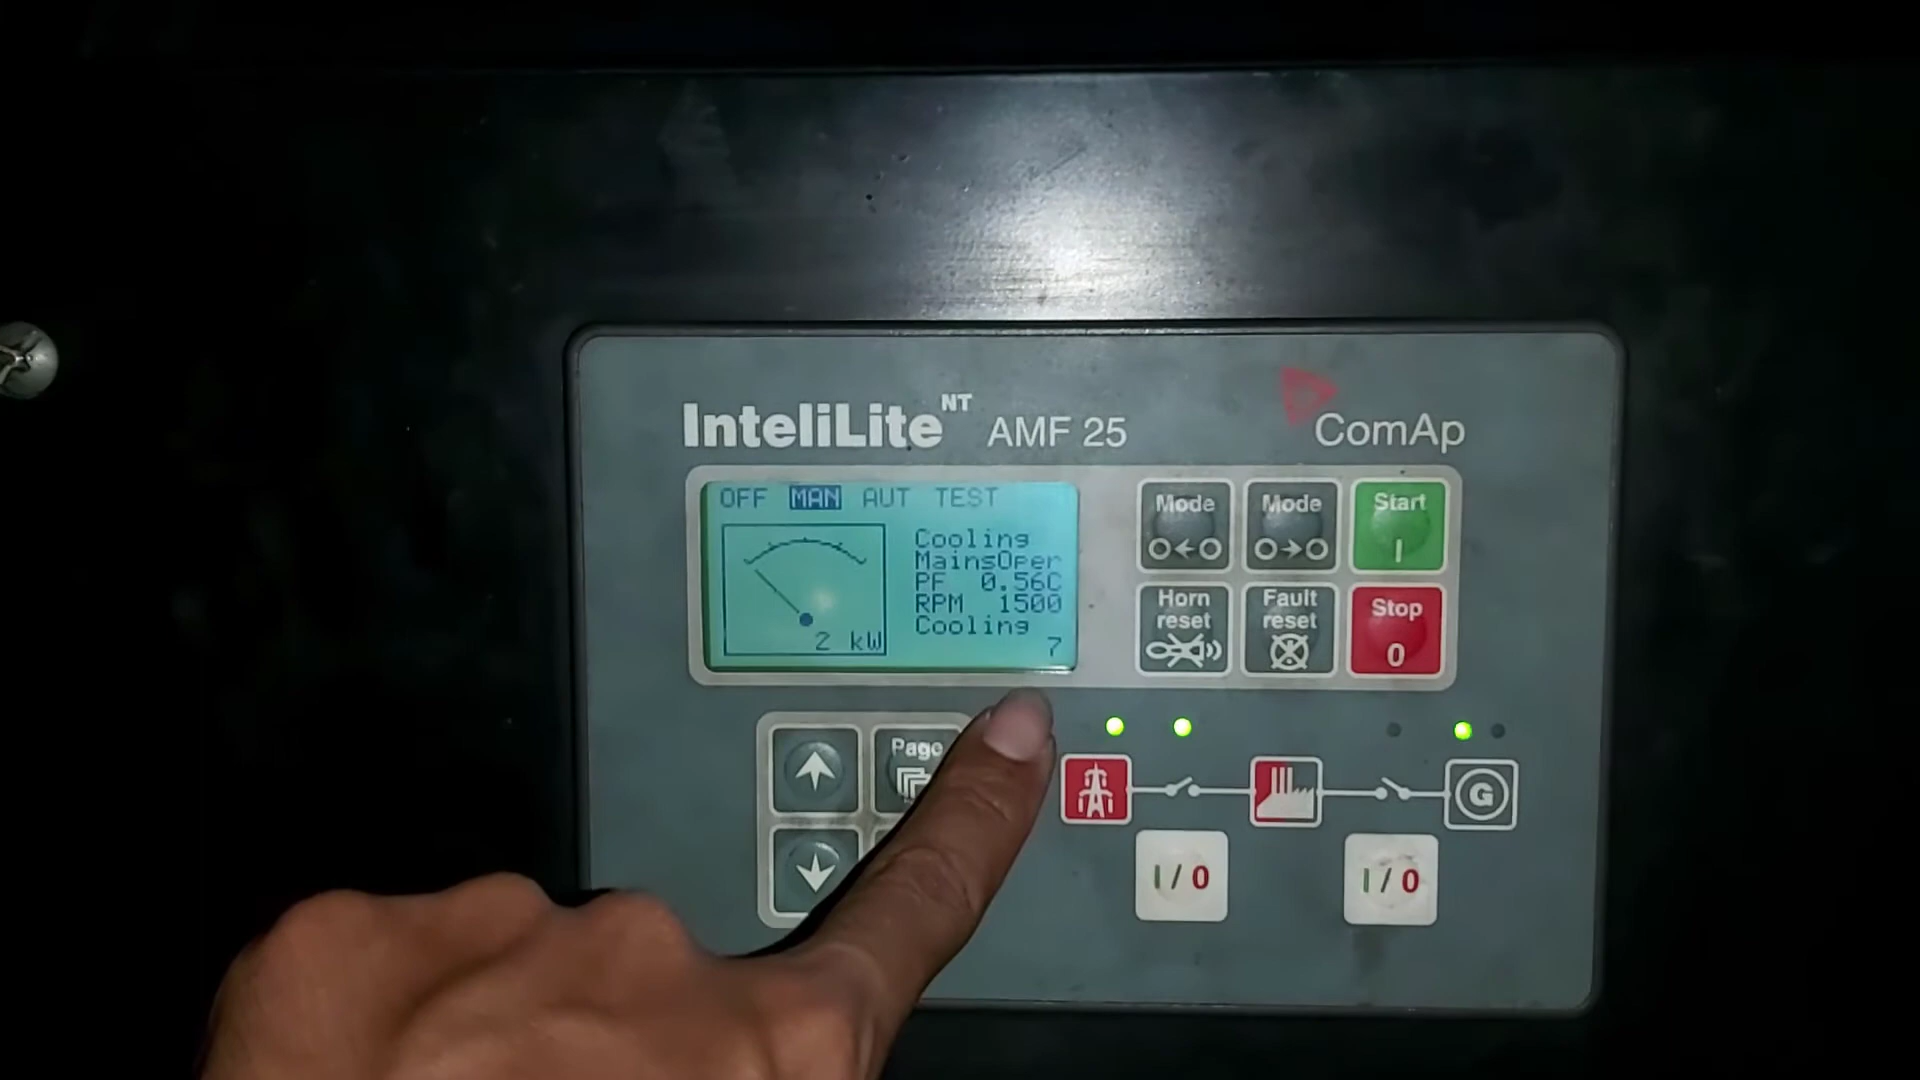 InteliLite NT AMF 25
ComAp
OFF MAN AUT TEST
Cooling
MainsOper
PF 0.56C
RPM 1500
Cooling
2 kW
7
Mode
Mode
Start
I
Horn reset
Fault reset
Stop
0
Page
G
I/0
I/0